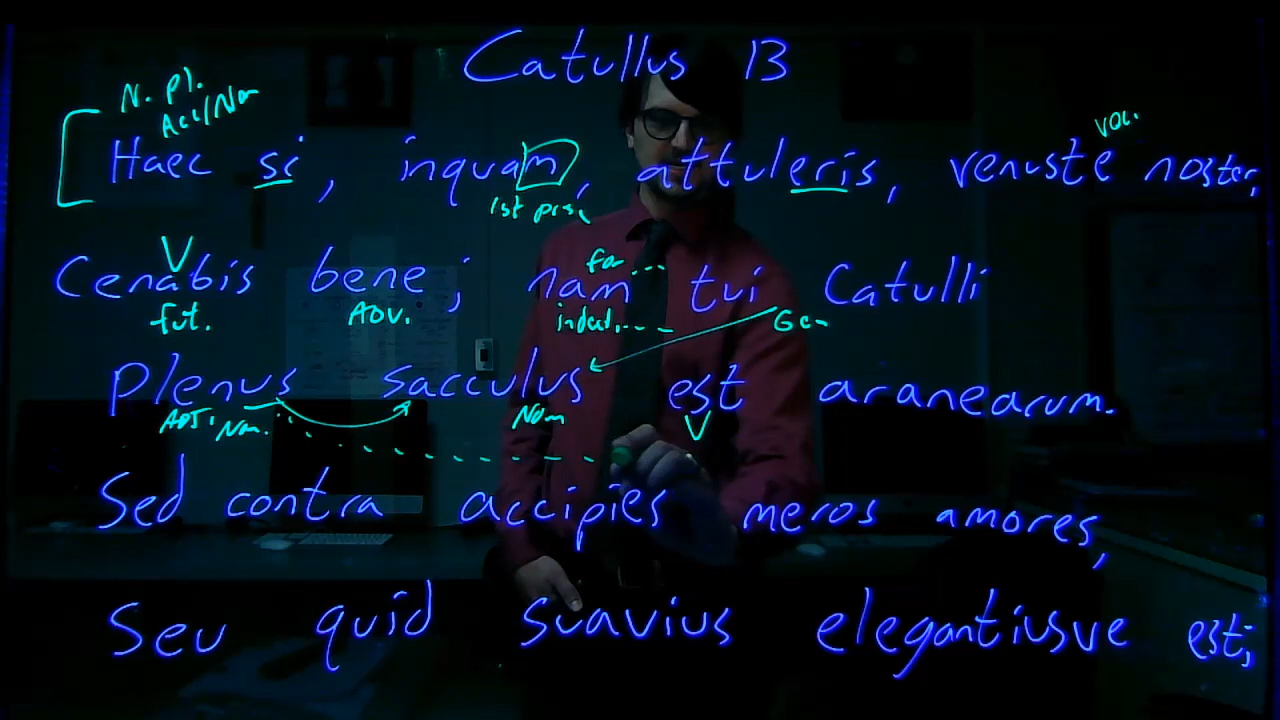 Catullus 13
N. Pl.
Acc/Nom
voc.
Haec si, inquam, attuleris, venuste noster,
1st pers.
V
for...
Cenabis bene; nam tui Catulli
fut. ADV. indeed... Gen
Plenus sacculus est aranearum.
ADJ. Nom. Nom V
Sed contra accipies meros amores,
Seu quid suavius elegantiusve est;